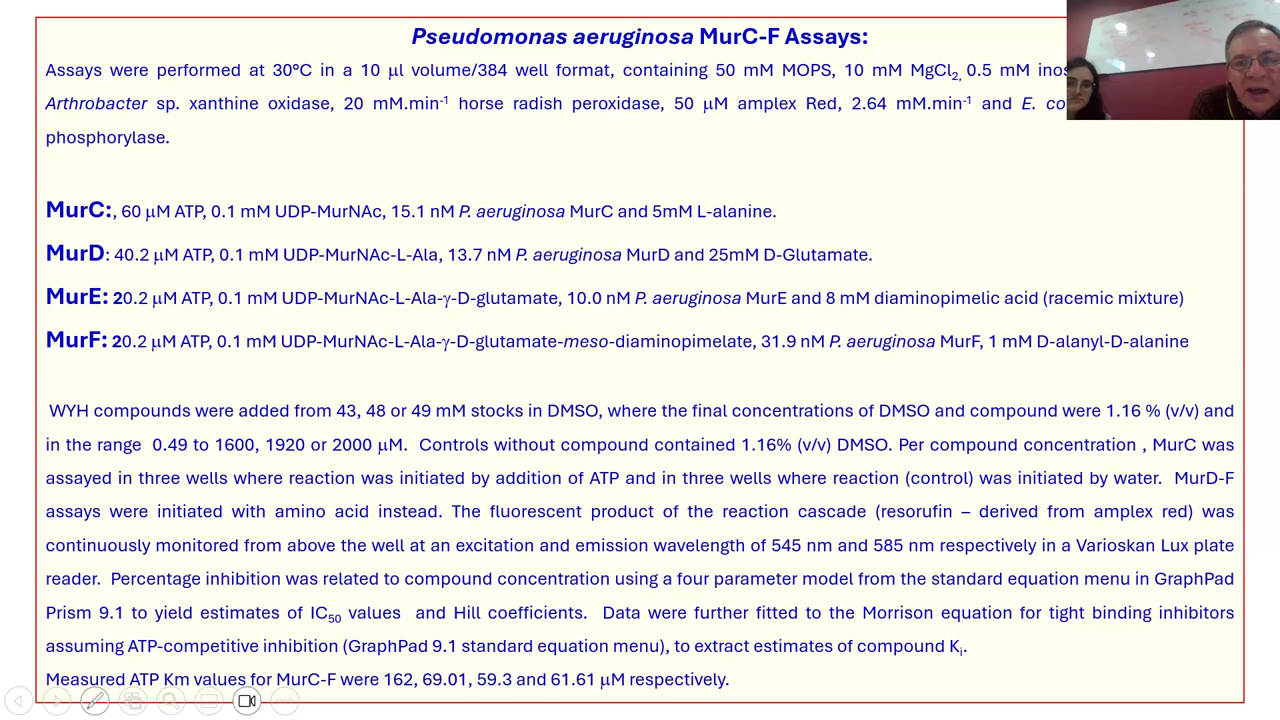 Pseudomonas aeruginosa MurC-F Assays:
Assays were performed at 30°C in a 10 μl volume/384 well format, containing 50 mM MOPS, 10 mM MgCl2, 0.5 mM
Arthrobacter sp. xanthine oxidase, 20 mM.min-1 horse radish peroxidase, 50 μM amplex Red, 2.64 mM.min-1 and E.
phosphorylase.
MurC:, 60 μM ATP, 0.1 mM UDP-MurNAc, 15.1 nM P. aeruginosa MurC and 5mM L-alanine.
MurD: 40.2 μM ATP, 0.1 mM UDP-MurNAc-L-Ala, 13.7 nM P. aeruginosa MurD and 25mM D-Glutamate.
MurE: 20.2 μM ATP, 0.1 mM UDP-MurNAc-L-Ala-γ-D-glutamate, 10.0 nM P. aeruginosa MurE and 8 mM diaminopimelic acid (racemic mixture)
MurF: 20.2 μM ATP, 0.1 mM UDP-MurNAc-L-Ala-γ-D-glutamate-meso-diaminopimelate, 31.9 nM P. aeruginosa MurF, 1 mM D-alanyl-D-alanine
WYH compounds were added from 43, 48 or 49 mM stocks in DMSO, where the final concentrations of DMSO and compound were 1.16 % (v/v) and
in the range 0.49 to 1600, 1920 or 2000 μM. Controls without compound contained 1.16% (v/v) DMSO. Per compound concentration , MurC was
assayed in three wells where reaction was initiated by addition of ATP and in three wells where reaction (control) was initiated by water. MurD-F
assays were initiated with amino acid instead. The fluorescent product of the reaction cascade (resorufin – derived from amplex red) was
continuously monitored from above the well at an excitation and emission wavelength of 545 nm and 585 nm respectively in a Varioskan Lux plate
reader. Percentage inhibition was related to compound concentration using a four parameter model from the standard equation menu in GraphPad
Prism 9.1 to yield estimates of IC50 values and Hill coefficients. Data were further fitted to the Morrison equation for tight binding inhibitors
assuming ATP-competitive inhibition (GraphPad 9.1 standard equation menu), to extract estimates of compound Ki.
Measured ATP Km values for MurC-F were 162, 69.01, 59.3 and 61.61 μM respectively.